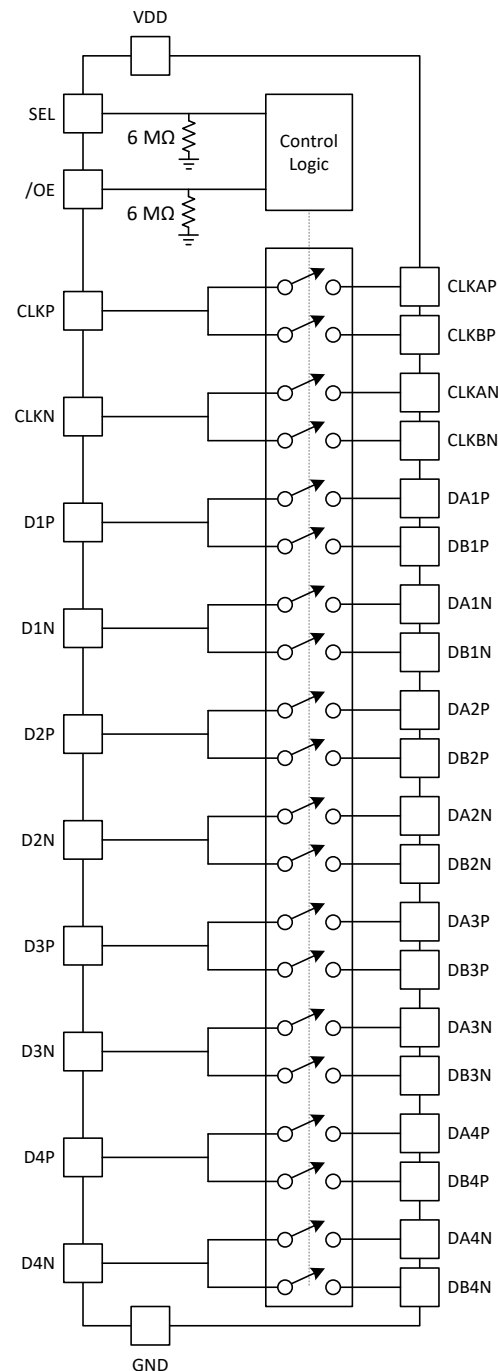 VDD
SEL
6 MΩ
Control
Logic
/OE
6 MΩ
CLKP
CLKAP
CLKBP
CLKN
CLKAN
CLKBN
D1P
DA1P
DB1P
D1N
DA1N
DB1N
D2P
DA2P
DB2P
D2N
DA2N
DB2N
D3P
DA3P
DB3P
D3N
DA3N
DB3N
D4P
DA4P
DB4P
D4N
DA4N
DB4N
GND